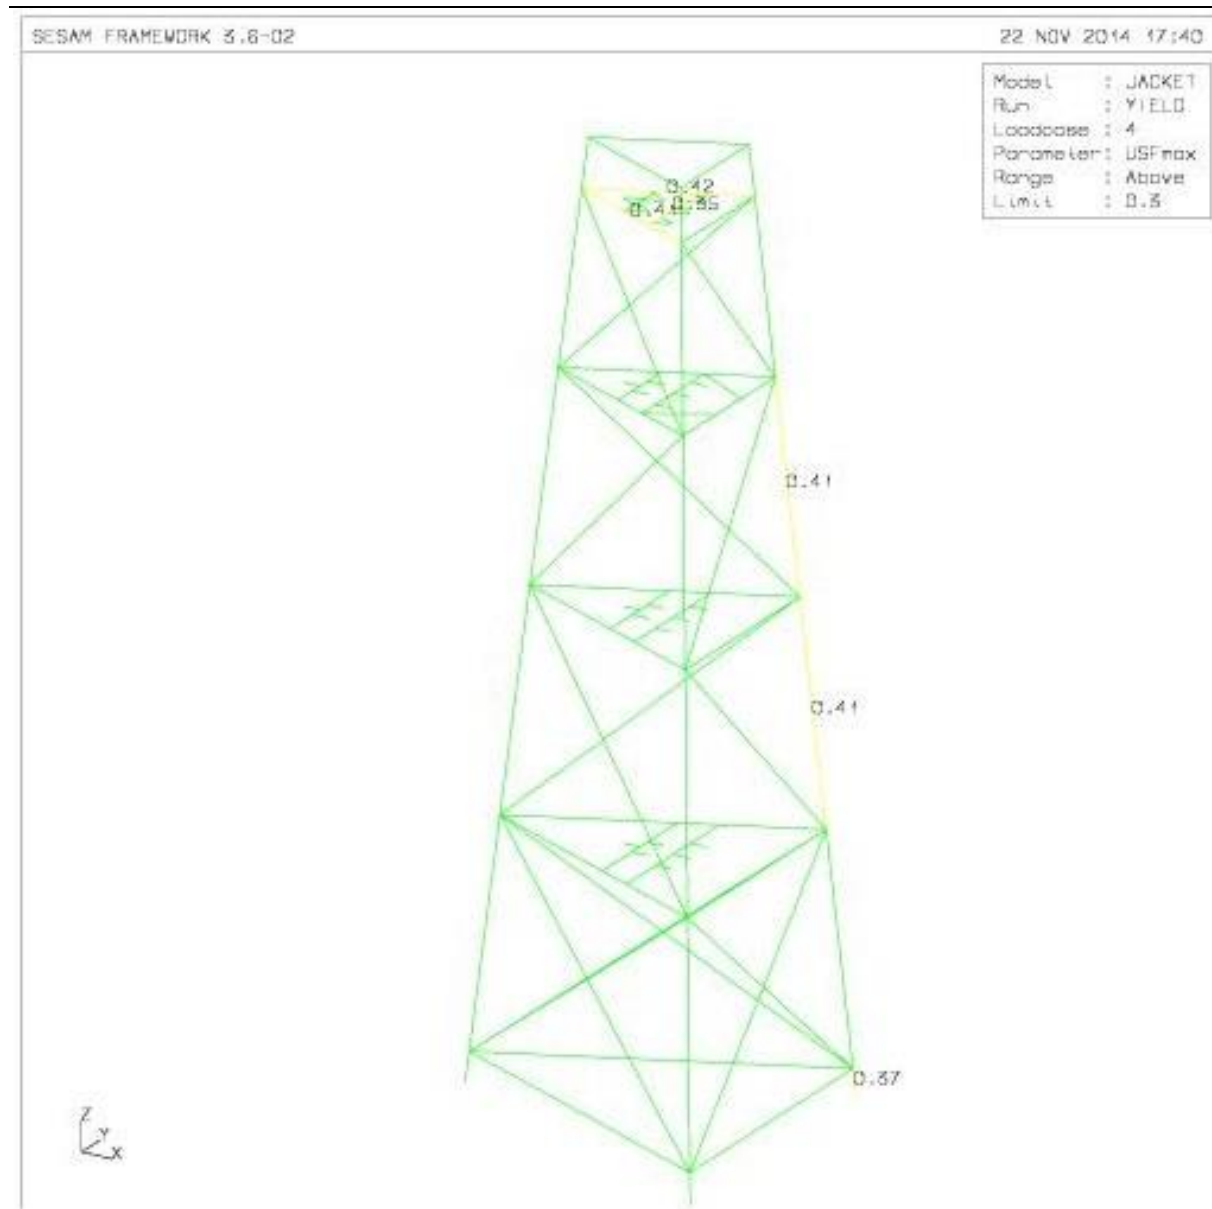 SESAM FRAMEWORK 3.6-02
22 NOV 2014 17:40
Model : JACKET
Run : YIELD
Loadcase : 4
Parameter: USFmax
Range : Above
Limit : 0.3
0.42
0.35
0.41
0.41
0.37
Z
Y
X